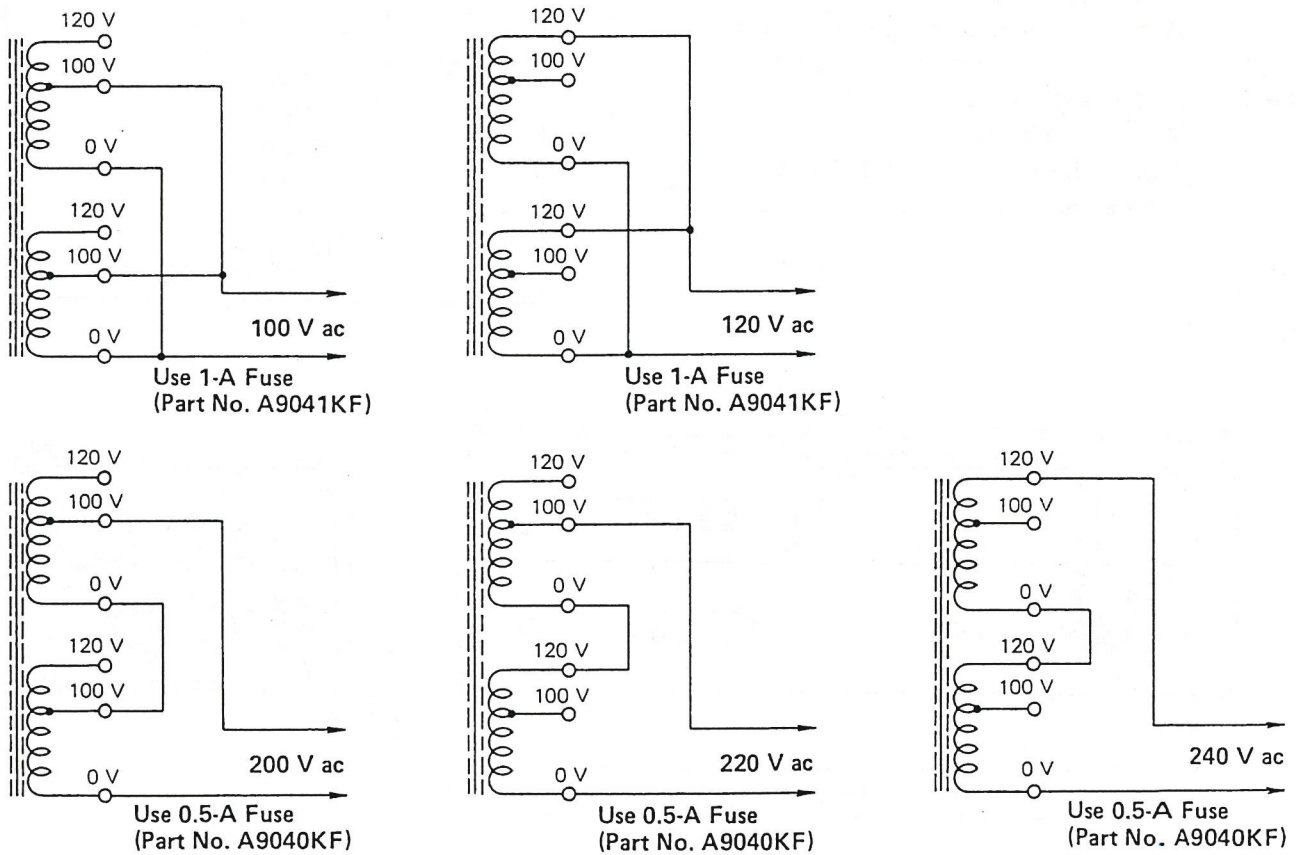 120 V
100 V
0 V
120 V
100 V
0 V
100 V ac
Use 1-A Fuse
(Part No. A9041KF)
120 V
100 V
0 V
120 V
100 V
0 V
120 V ac
Use 1-A Fuse
(Part No. A9041KF)
120 V
100 V
0 V
120 V
100 V
0 V
200 V ac
Use 0.5-A Fuse
(Part No. A9040KF)
120 V
100 V
0 V
120 V
100 V
0 V
220 V ac
Use 0.5-A Fuse
(Part No. A9040KF)
120 V
100 V
0 V
120 V
100 V
0 V
240 V ac
Use 0.5-A Fuse
(Part No. A9040KF)